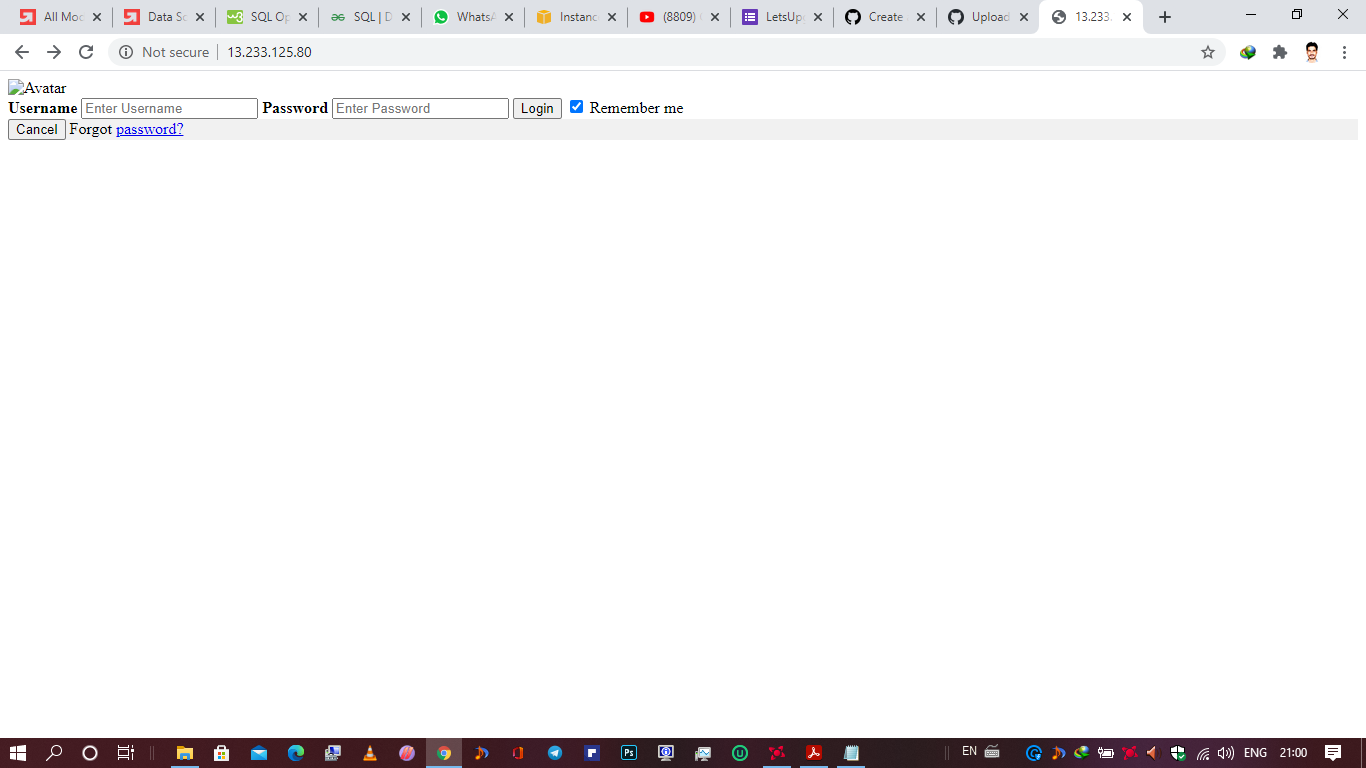 All Moc
Data Sc
SQL Op
SQL | D
WhatsA
Instanc
(8809)
LetsUpg
Create
Upload
13.233.
Not secure
13.233.125.80
Avatar
Username Enter Username Password Enter Password Login Remember me
Cancel Forgot password?
EN ENG 21:00